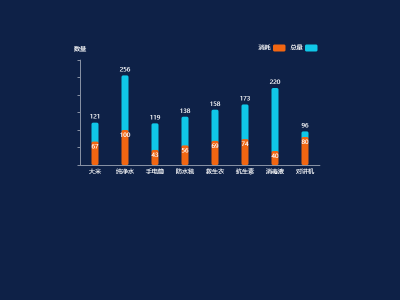 数量
消耗 总量
121 256 119 138 158 173 220 96
67 100 43 56 69 74 40 80
大米 纯净水 手电筒 防水毯 救生衣 抗生素 消毒液 对讲机